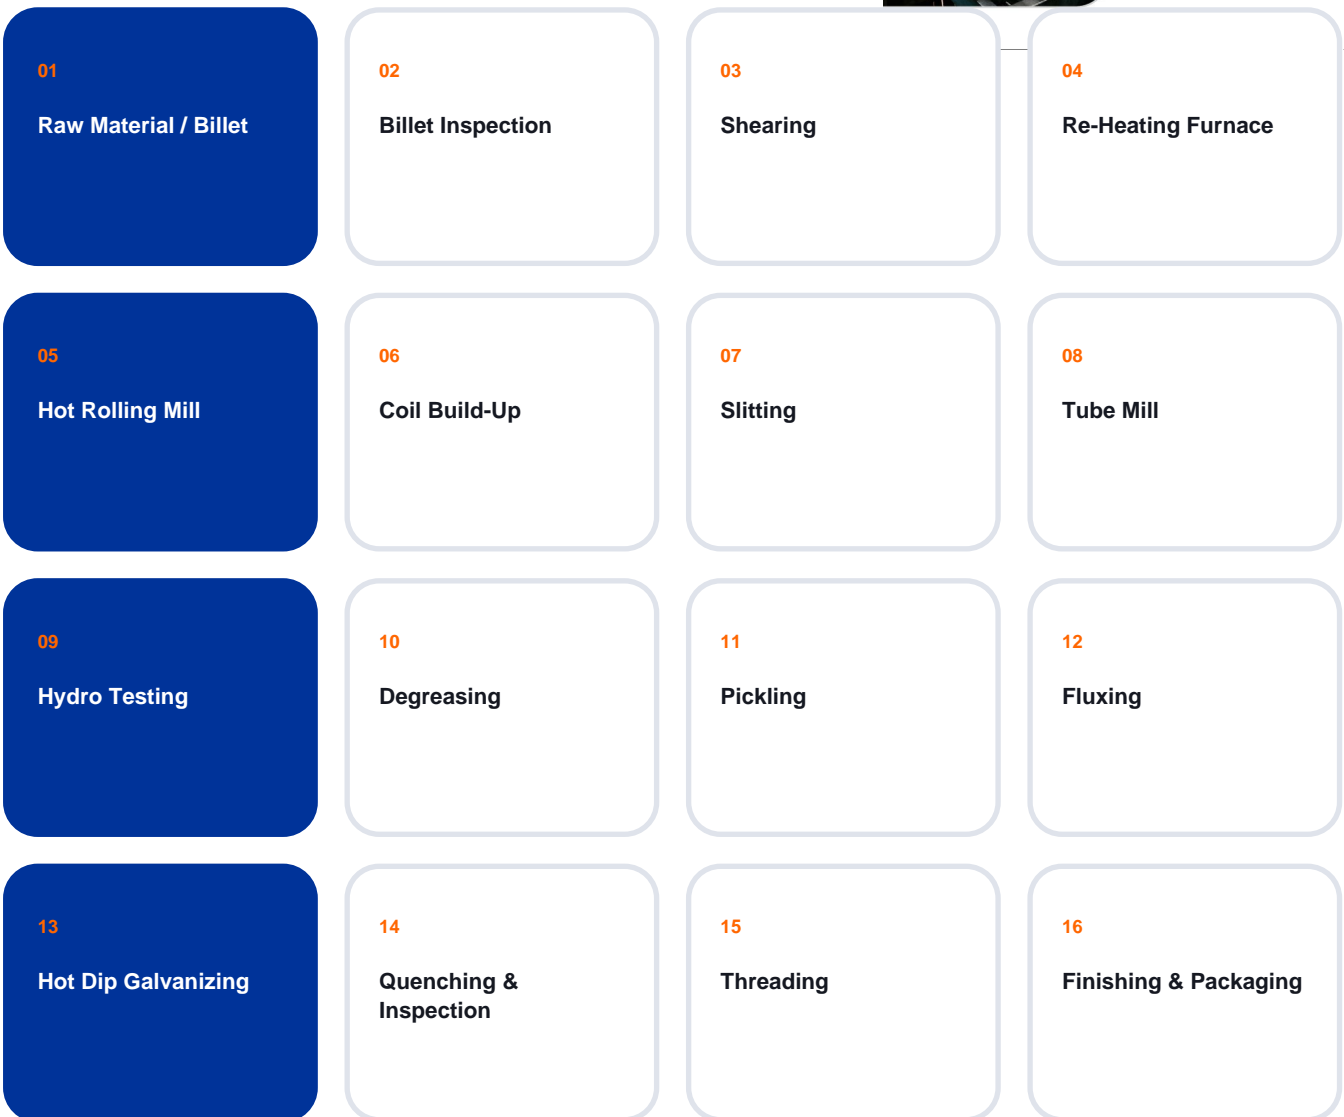 01
Raw Material / Billet
02
Billet Inspection
03
Shearing
04
Re-Heating Furnace
05
Hot Rolling Mill
06
Coil Build-Up
07
Slitting
08
Tube Mill
09
Hydro Testing
10
Degreasing
11
Pickling
12
Fluxing
13
Hot Dip Galvanizing
14
Quenching &
Inspection
15
Threading
16
Finishing & Packaging